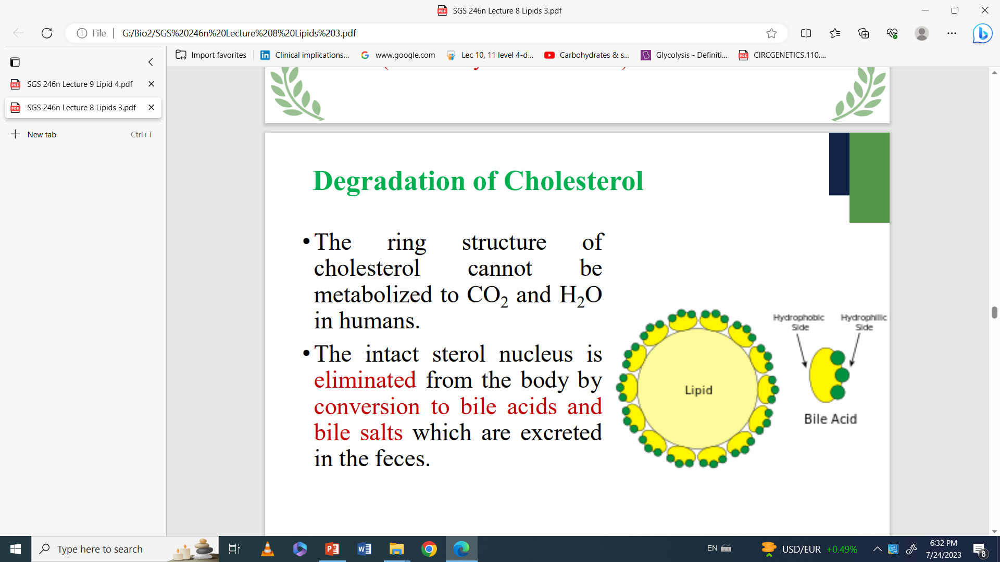 SGS 246n Lecture 8 Lipids 3.pdf
File
G:/Bio2/SGS%20246n%20Lecture%208%20Lipids%203.pdf
Import favorites
Clinical implications...
www.google.com
Lec 10, 11 level 4-d...
Carbohydrates & s...
Glycolysis - Definiti...
CIRCGENETICS.110....
SGS 246n Lecture 9 Lipid 4.pdf
SGS 246n Lecture 8 Lipids 3.pdf
New tab
Ctrl+T
Degradation of Cholesterol
• The ring structure of
cholesterol cannot be
metabolized to CO₂ and H₂O
in humans.
• The intact sterol nucleus is
eliminated from the body by
conversion to bile acids and
bile salts which are excreted
in the feces.
Lipid
Hydrophobic
Side
Hydrophilic
Side
Bile Acid
Type here to search
EN
USD/EUR +0.49%
6:32 PM
7/24/2023
8